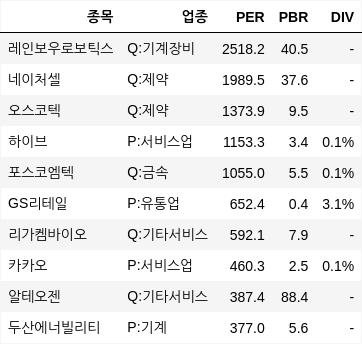 종목 업종 PER PBR DIV
레인보우로보틱스 Q:기계장비 2518.2 40.5 -
네이처셀 Q:제약 1989.5 37.6 -
오스코텍 Q:제약 1373.9 9.5 -
하이브 P:서비스업 1153.3 3.4 0.1%
포스코엠텍 Q:금속 1055.0 5.5 0.1%
GS리테일 P:유통업 652.4 0.4 3.1%
리가켐바이오 Q:기타서비스 592.1 7.9 -
카카오 P:서비스업 460.3 2.5 0.1%
알테오젠 Q:기타서비스 387.4 88.4 -
두산에너빌리티 P:기계 377.0 5.6 -